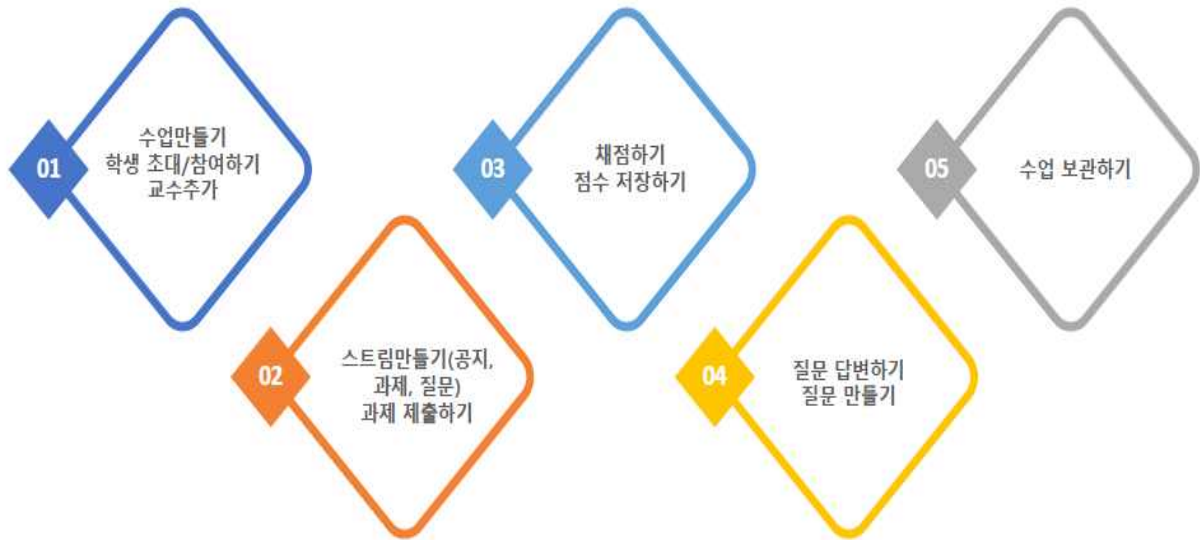 01
수업만들기
학생 초대/참여하기
교수추가
02
스트림만들기(공지,
과제, 질문)
과제 제출하기
03
채점하기
점수 저장하기
04
질문 답변하기
질문 만들기
05
수업 보관하기